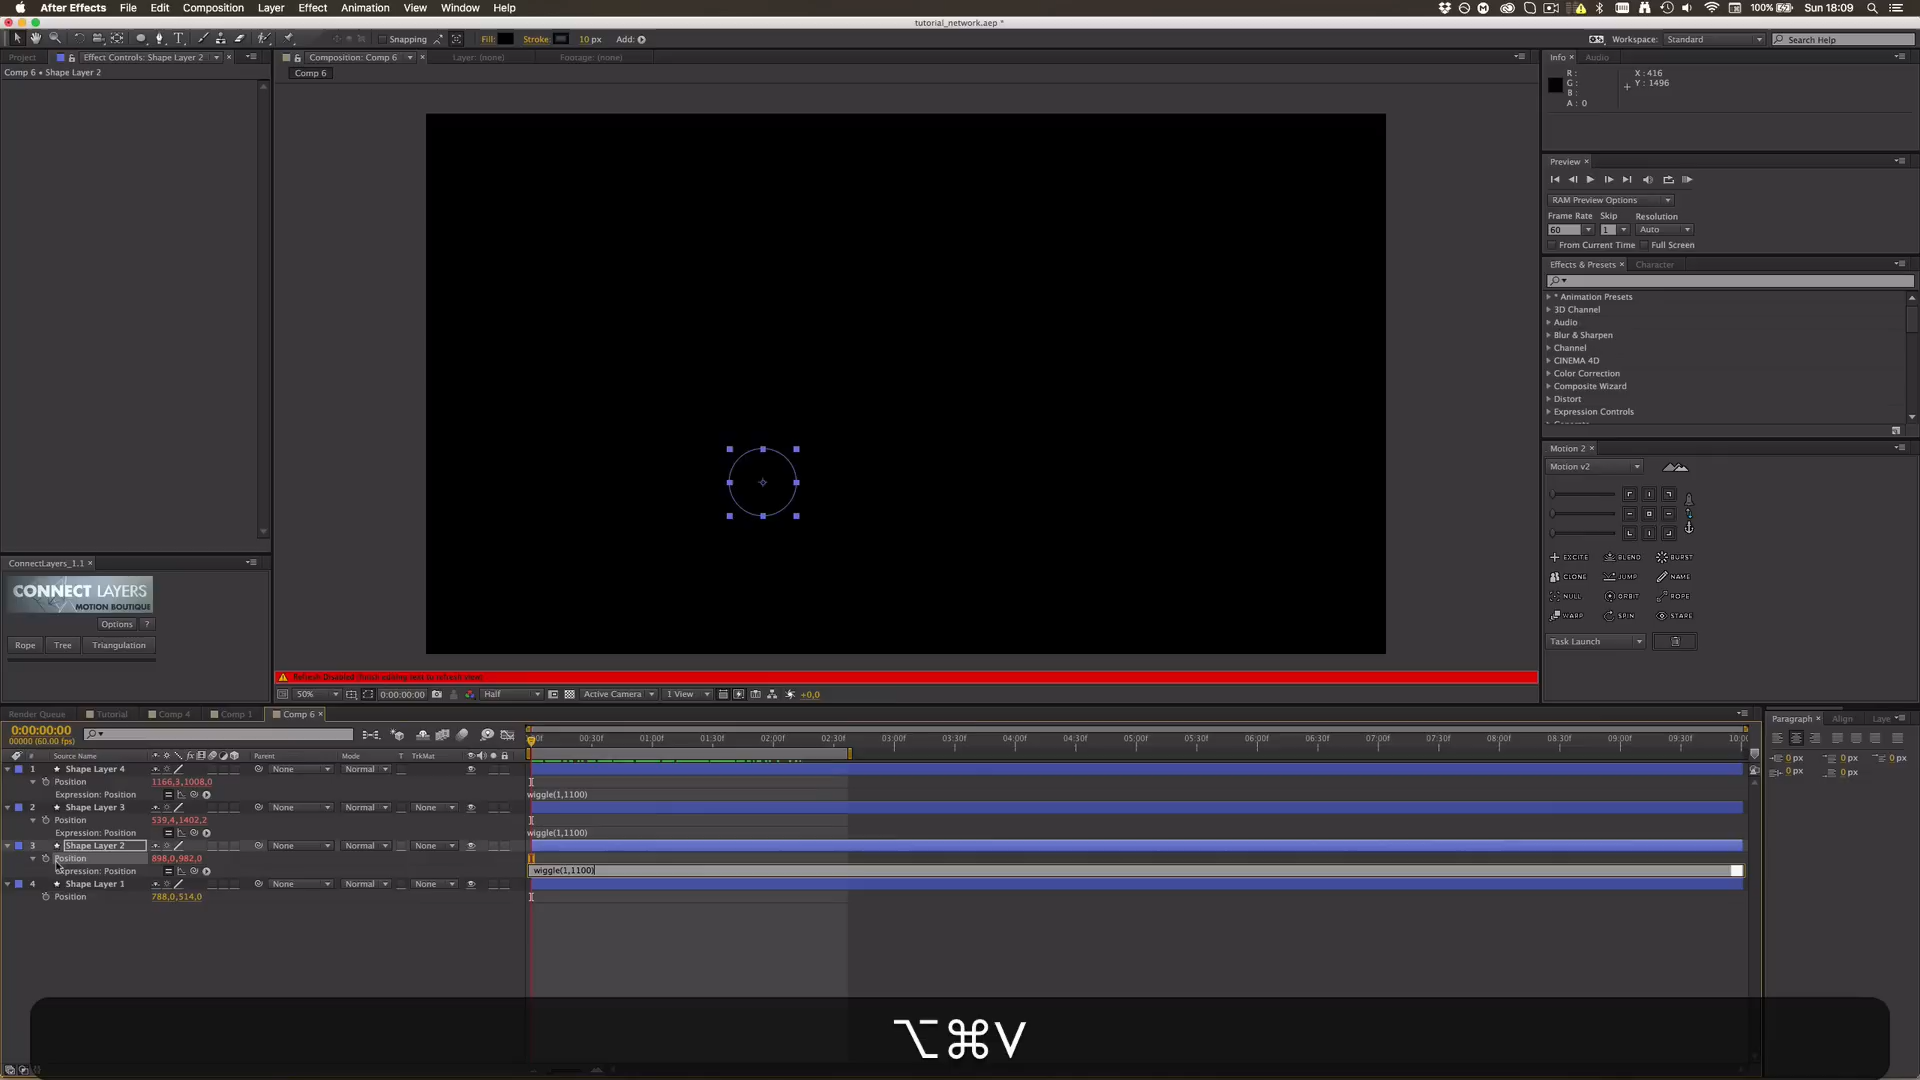 After Effects File Edit Composition Layer Effect Animation View Window Help 100% Sun 18:09
tutorial_network.aep *
Snapping Fill: Stroke: 10 px Add: Workspace: Standard Search Help
Project Effect Controls: Shape Layer 2 Composition: Comp 6 Layer: (none) Footage: (none) Info Audio
Comp 6 • Shape Layer 2
Comp 6
R:
G:
B:
A: 0
X: 416
Y: 1496
Preview
RAM Preview Options
Frame Rate Skip Resolution
60 1 Auto
From Current Time Full Screen
Effects & Presets Character
* Animation Presets
3D Channel
Audio
Blur & Sharpen
Channel
CINEMA 4D
Color Correction
Composite Wizard
Distort
Expression Controls
Motion 2
Motion v2
EXCITE BLEND BURST
CLONE JUMP NAME
NULL ORBIT ROPE
WARP SPIN STARE
Task Launch
ConnectLayers_1.1
CONNECT LAYERS
MOTION BOUTIQUE
Options ?
Rope Tree Triangulation
Refresh Disabled (finish editing text to refresh view)
50% 0:00:00:00 Half Active Camera 1 View +0,0
Render Queue Tutorial Comp 4 Comp 1 Comp 6
0:00:00:00
00000 (60.00 fps)
00:30f 01:00f 01:30f 02:00f 02:30f 03:00f 03:30f 04:00f 04:30f 05:00f 05:30f 06:00f 06:30f 07:00f 07:30f 08:00f 08:30f 09:00f 09:30f
# Source Name Parent Mode T TrkMat
1 Shape Layer 4 None Normal
Position 1166,3,1008,0
Expression: Position wiggle(1,1100)
2 Shape Layer 3 None Normal None
Position 539,4,1402,2
Expression: Position wiggle(1,1100)
3 Shape Layer 2 None Normal None
Position 898,0,982,0
Expression: Position wiggle(1,1100)
4 Shape Layer 1 None Normal None
Position 788,0,514,0
Paragraph Align Laye
0 px 0 px 0 px
0 px 0 px
⌥⌘V